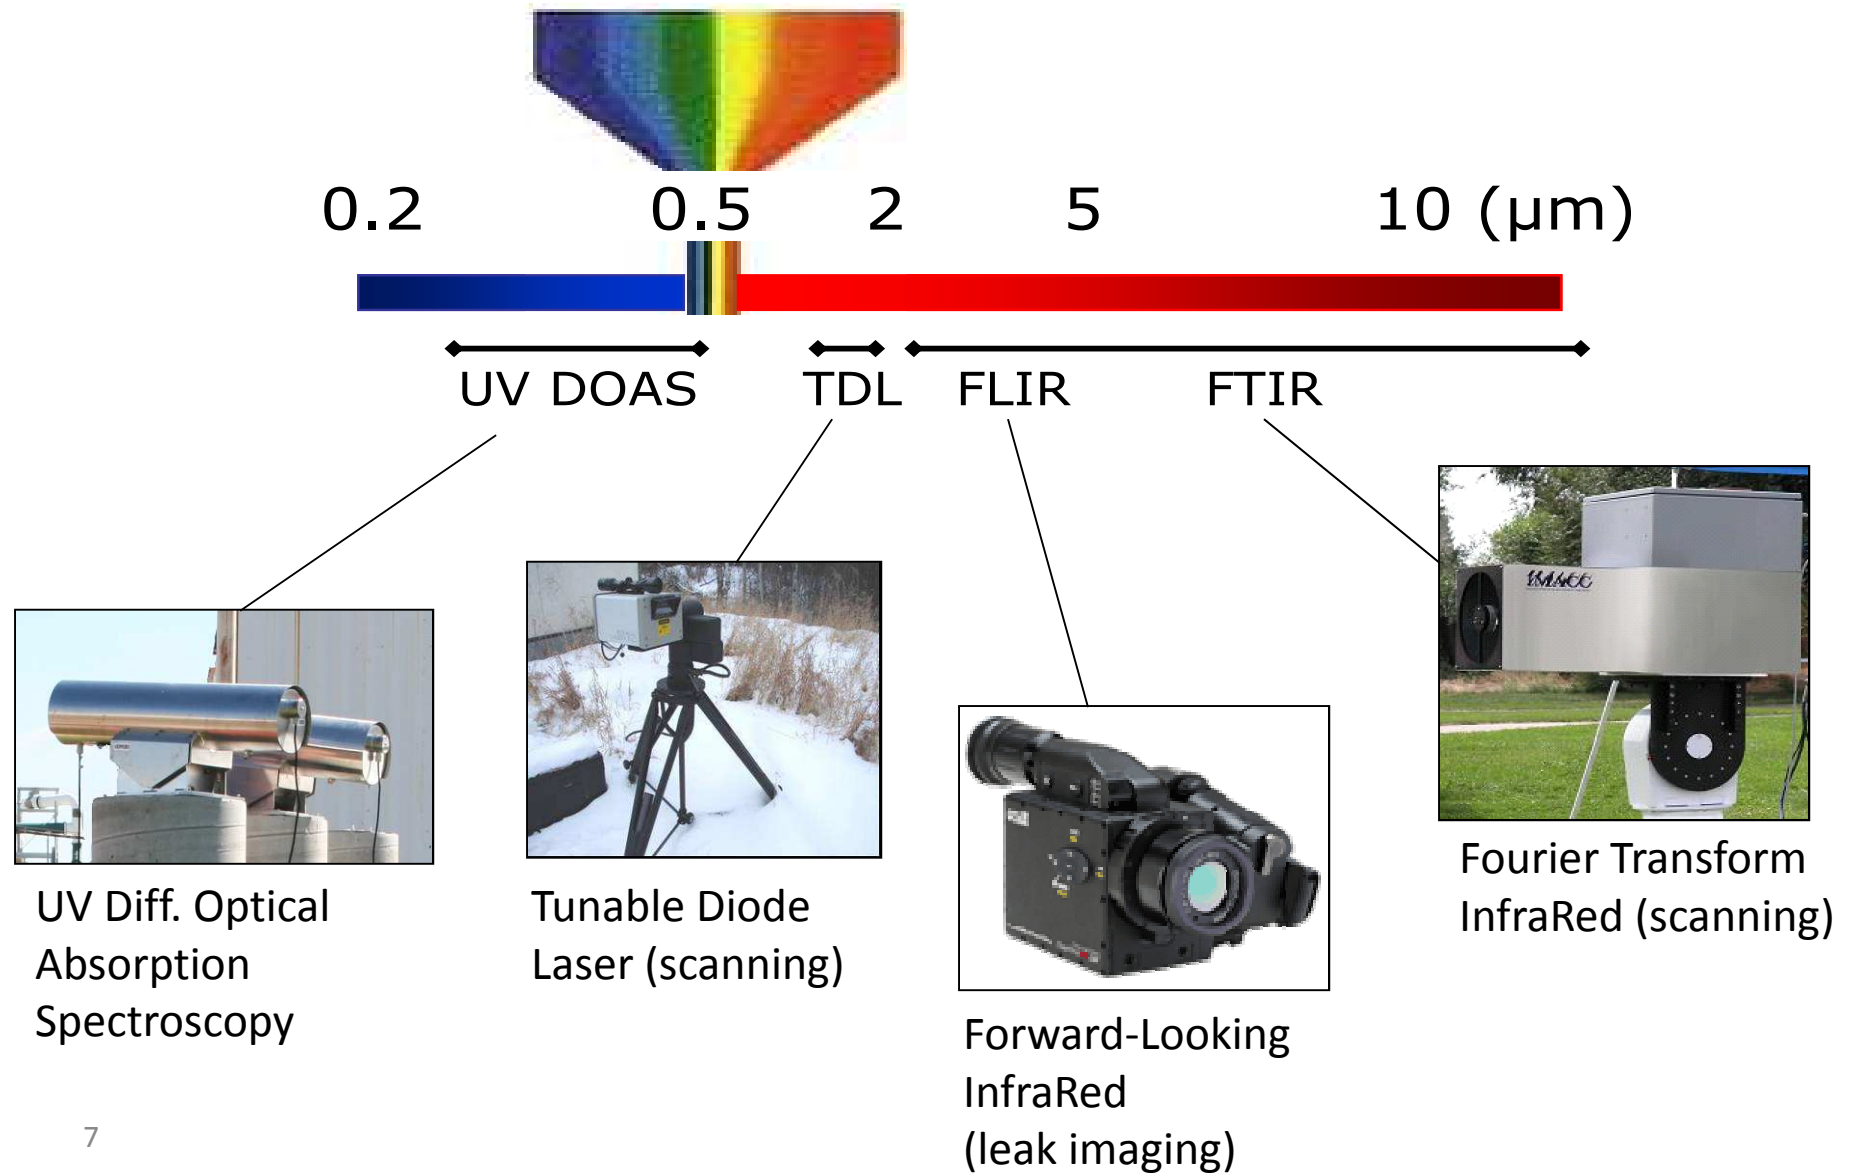 0.2 0.5 2 5 10 (µm)
UV DOAS TDL FLIR FTIR
IMACC
UV Diff. Optical
Absorption
Spectroscopy
Tunable Diode
Laser (scanning)
Forward-Looking
InfraRed
(leak imaging)
Fourier Transform
InfraRed (scanning)
7